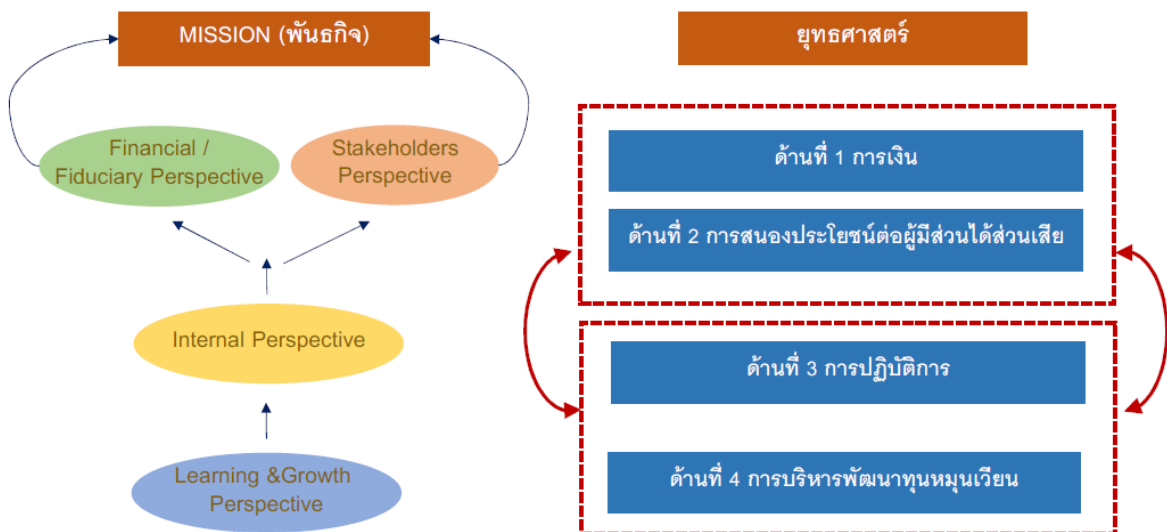 MISSION (พันธกิจ)
Financial /
Fiduciary Perspective
Stakeholders
Perspective
Internal Perspective
Learning &Growth
Perspective
ยุทธศาสตร์
ด้านที่ 1 การเงิน
ด้านที่ 2 การสนองประโยชน์ต่อผู้มีส่วนได้ส่วนเสีย
ด้านที่ 3 การปฏิบัติการ
ด้านที่ 4 การบริหารพัฒนาทุนหมุนเวียน